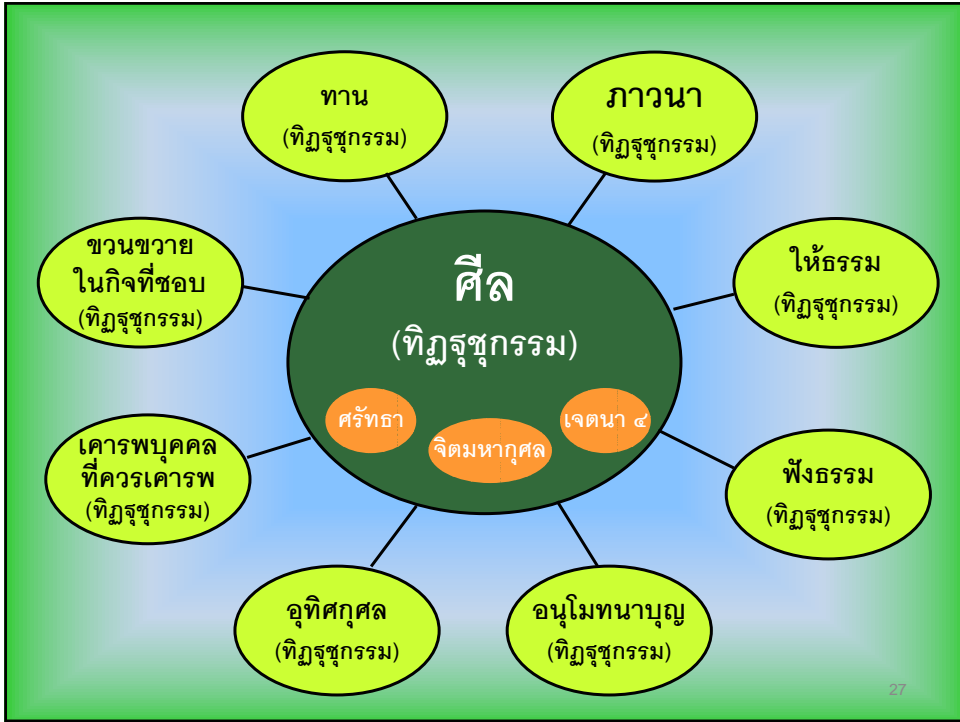 ทาน
(ทิฏฐุชุกรรม)
ภาวนา
(ทิฏฐุชุกรรม)
ขวนขวาย
ในกิจที่ชอบ
(ทิฏฐุชุกรรม)
ให้ธรรม
(ทิฏฐุชุกรรม)
ศีล
(ทิฏฐุชุกรรม)
ศรัทธา
จิตมหากุศล
เจตนา ๔
เคารพบุคคล
ที่ควรเคารพ
(ทิฏฐุชุกรรม)
ฟังธรรม
(ทิฏฐุชุกรรม)
อุทิศกุศล
(ทิฏฐุชุกรรม)
อนุโมทนาบุญ
(ทิฏฐุชุกรรม)
27